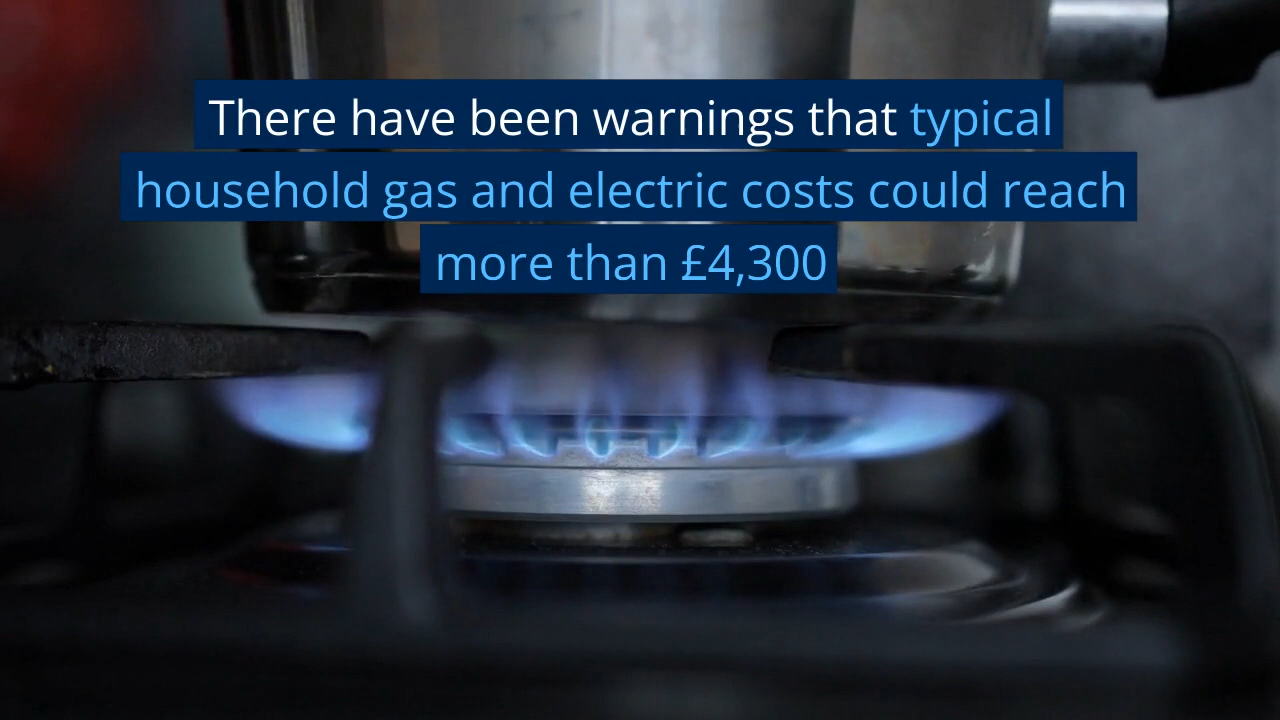 There have been warnings that typical
household gas and electric costs could reach
more than £4,300